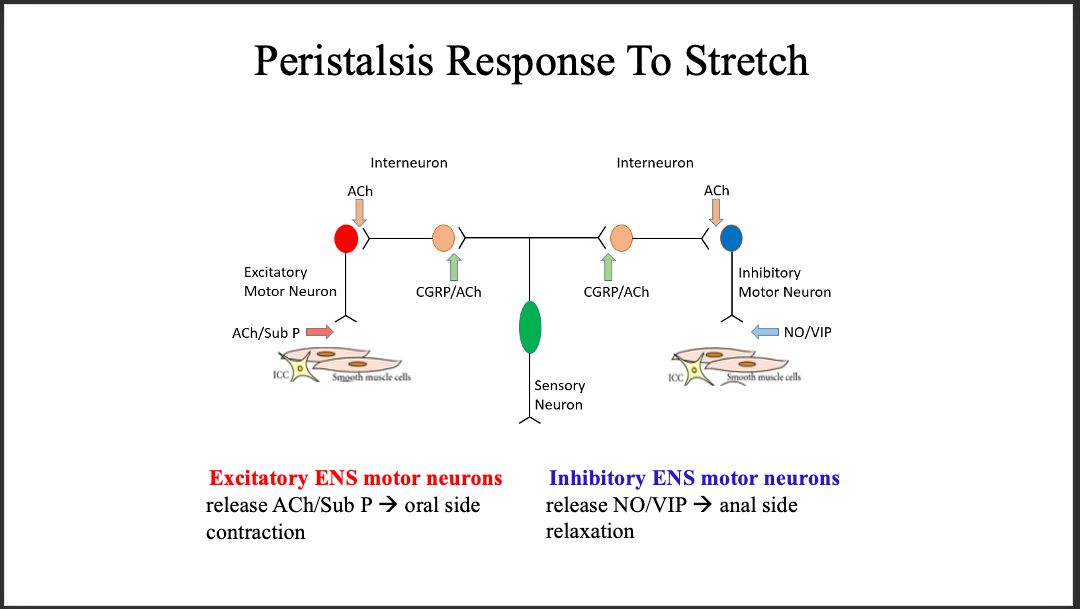 Peristalsis Response To Stretch
Interneuron
Interneuron
ACh
ACh
Excitatory
Motor Neuron
CGRP/ACh
CGRP/ACh
Inhibitory
Motor Neuron
ACh/Sub P
NO/VIP
ICC
Smooth muscle cells
ICC
Smooth muscle cells
Sensory
Neuron
Excitatory ENS motor neurons
release ACh/Sub P → oral side
contraction
Inhibitory ENS motor neurons
release NO/VIP → anal side
relaxation